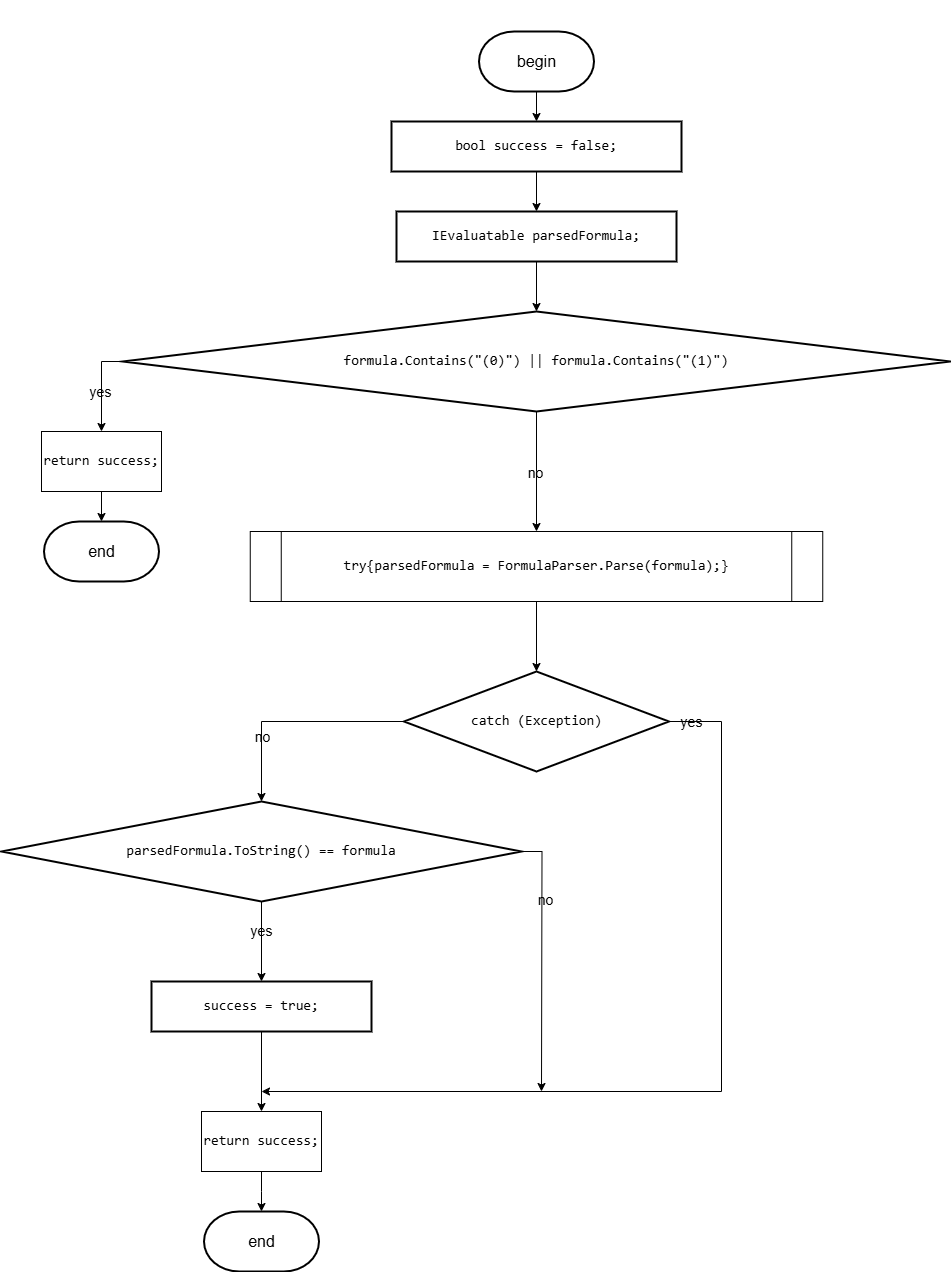 begin
bool success = false;
IEvaluatable parsedFormula;
formula.Contains("(0)") || formula.Contains("(1)")
yes
return success;
end
no
try{parsedFormula = FormulaParser.Parse(formula);}
catch (Exception)
yes
no
parsedFormula.ToString() == formula
no
yes
success = true;
return success;
end